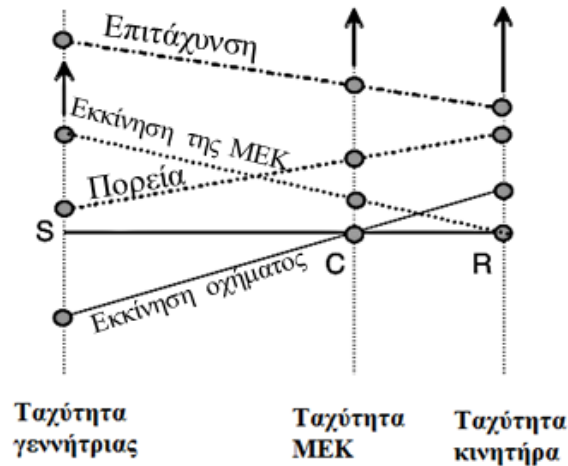 Επιτάχυνση
Εκκίνηση της ΜΕΚ
Πορεία
S
C
R
Εκκίνηση οχήματος
Ταχύτητα
γεννήτριας
Ταχύτητα
ΜΕΚ
Ταχύτητα
κινητήρα